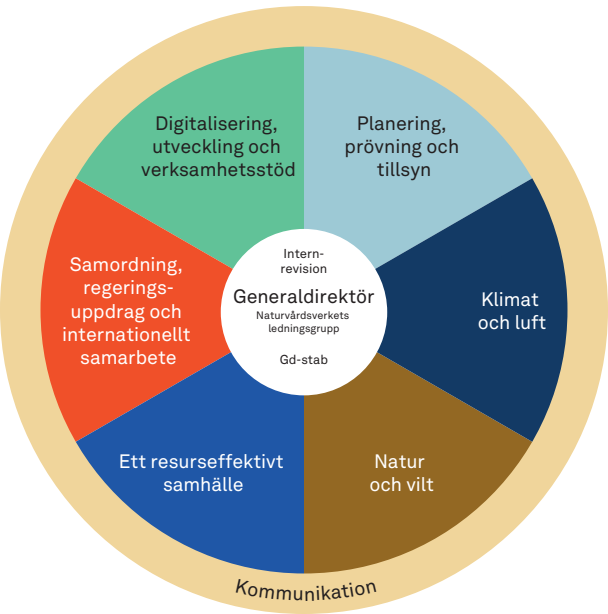 Digitalisering,
utveckling och
verksamhetsstöd
Planering,
prövning och
tillsyn
Samordning,
regerings-
uppdrag och
internationellt
samarbete
Intern-
revision
Generaldirektör
Naturvårdsverkets
ledningsgrupp
Gd-stab
Klimat
och luft
Ett resurseffektivt
samhälle
Natur
och vilt
Kommunikation